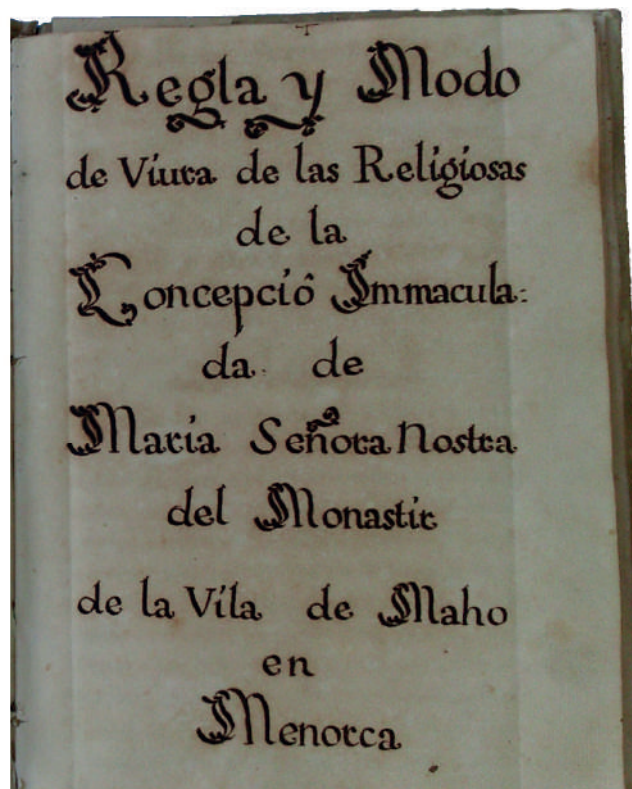 Regla y Modo
de Viura de las Religiosas
de la
Concepciô Immacula:
da de
Maria Señora Nostra
del Monastir
de la Vila de Maho
en
Menorca